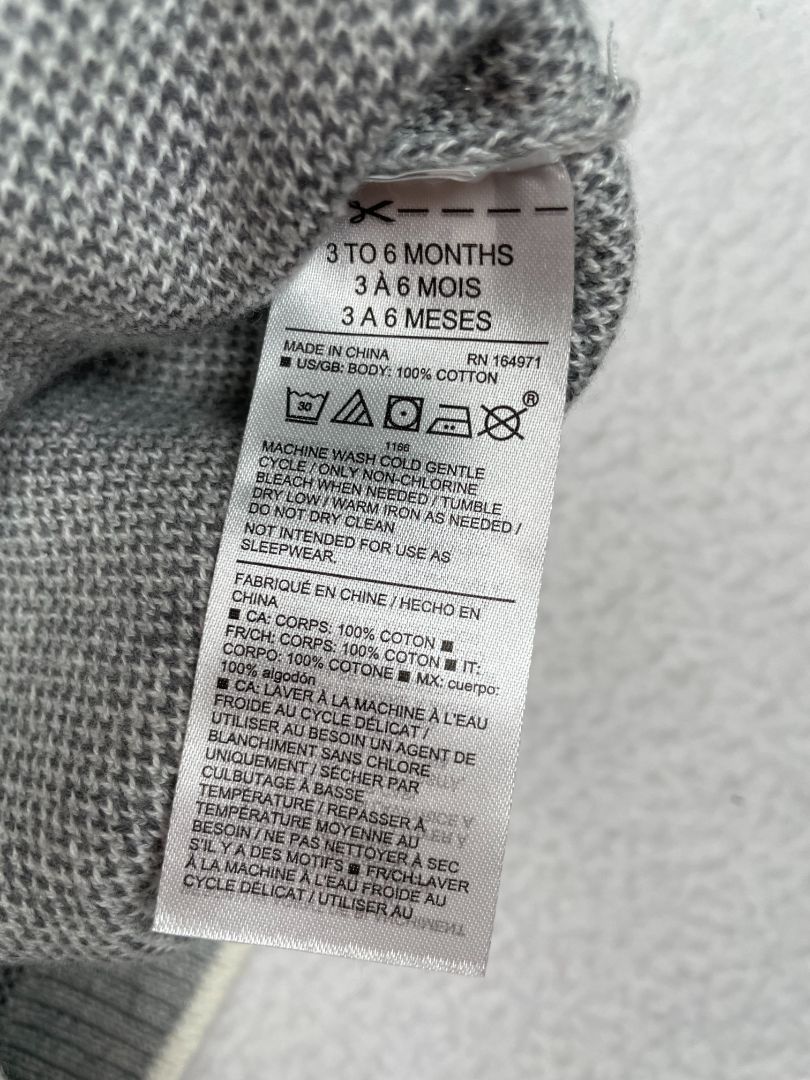 3 TO 6 MONTHS
3 À 6 MOIS
3 A 6 MESES
MADE IN CHINA RN 164971
■ US/GB: BODY: 100% COTTON
30
®
1166
MACHINE WASH COLD GENTLE
CYCLE / ONLY NON-CHLORINE
BLEACH WHEN NEEDED / TUMBLE
DRY LOW / WARM IRON AS NEEDED /
DO NOT DRY CLEAN
NOT INTENDED FOR USE AS
SLEEPWEAR.
FABRIQUÉ EN CHINE / HECHO EN
CHINA
■ CA: CORPS: 100% COTON ■
FR/CH: CORPS: 100% COTON ■ IT:
CORPO: 100% COTONE ■ MX: cuerpo:
100% algodón
■ CA: LAVER À LA MACHINE À L'EAU
FROIDE AU CYCLE DÉLICAT /
UTILISER AU BESOIN UN AGENT DE
BLANCHIMENT SANS CHLORE
UNIQUEMENT / SÉCHER PAR
CULBUTAGE À BASSE
TEMPÉRATURE / REPASSER À
TEMPÉRATURE MOYENNE AU
BESOIN / NE PAS NETTOYER À SEC
S'IL Y A DES MOTIFS ■ FR/CH:LAVER
À LA MACHINE À L'EAU FROIDE AU
CYCLE DÉLICAT / UTILISER AU